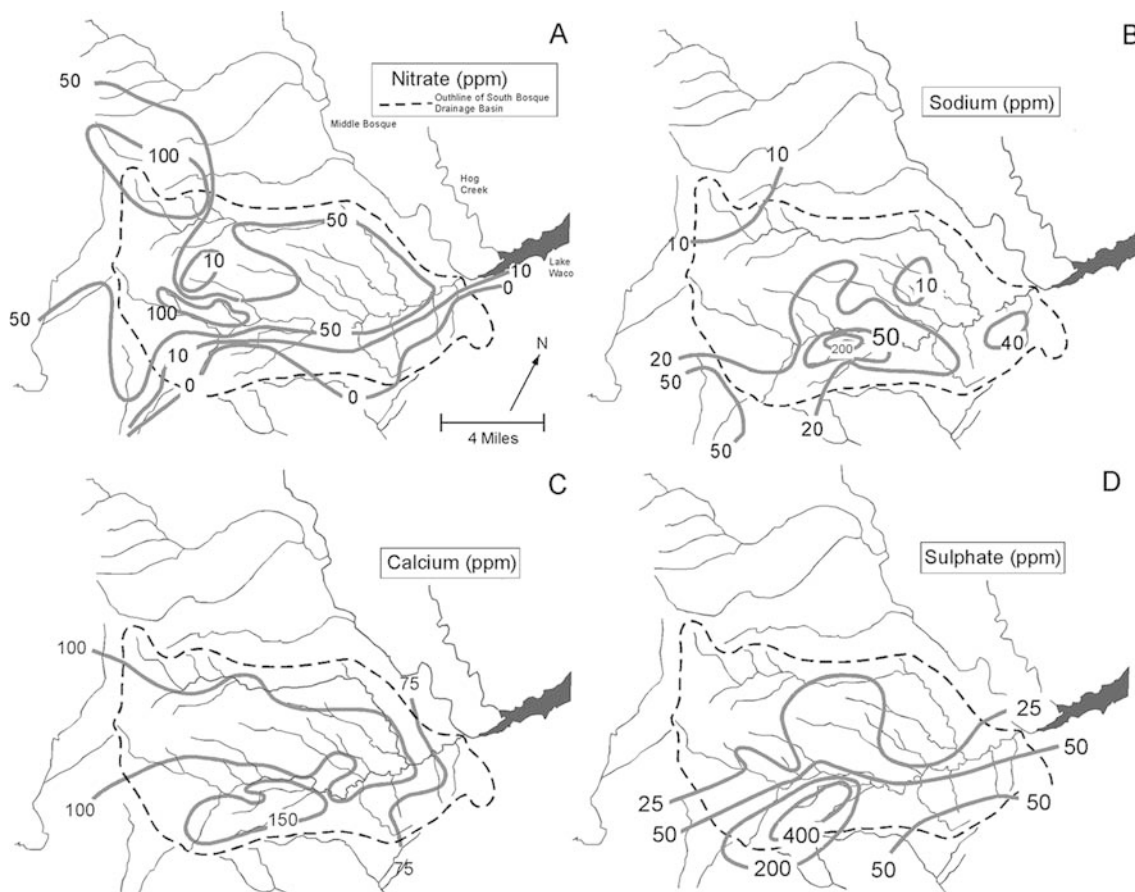 A
Nitrate (ppm)
Outhline of South Bosque
Drainage Basin
50
Middle Bosque
100
Hog
Creek
50
10
Lake
Waco
10
0
100
50
50
10
0
0
N
4 Miles
B
Sodium (ppm)
10
10
10
50
200
40
20
50
50
20
C
Calcium (ppm)
100
75
100
150
75
D
Sulphate (ppm)
25
50
25
50
50
400
200
50